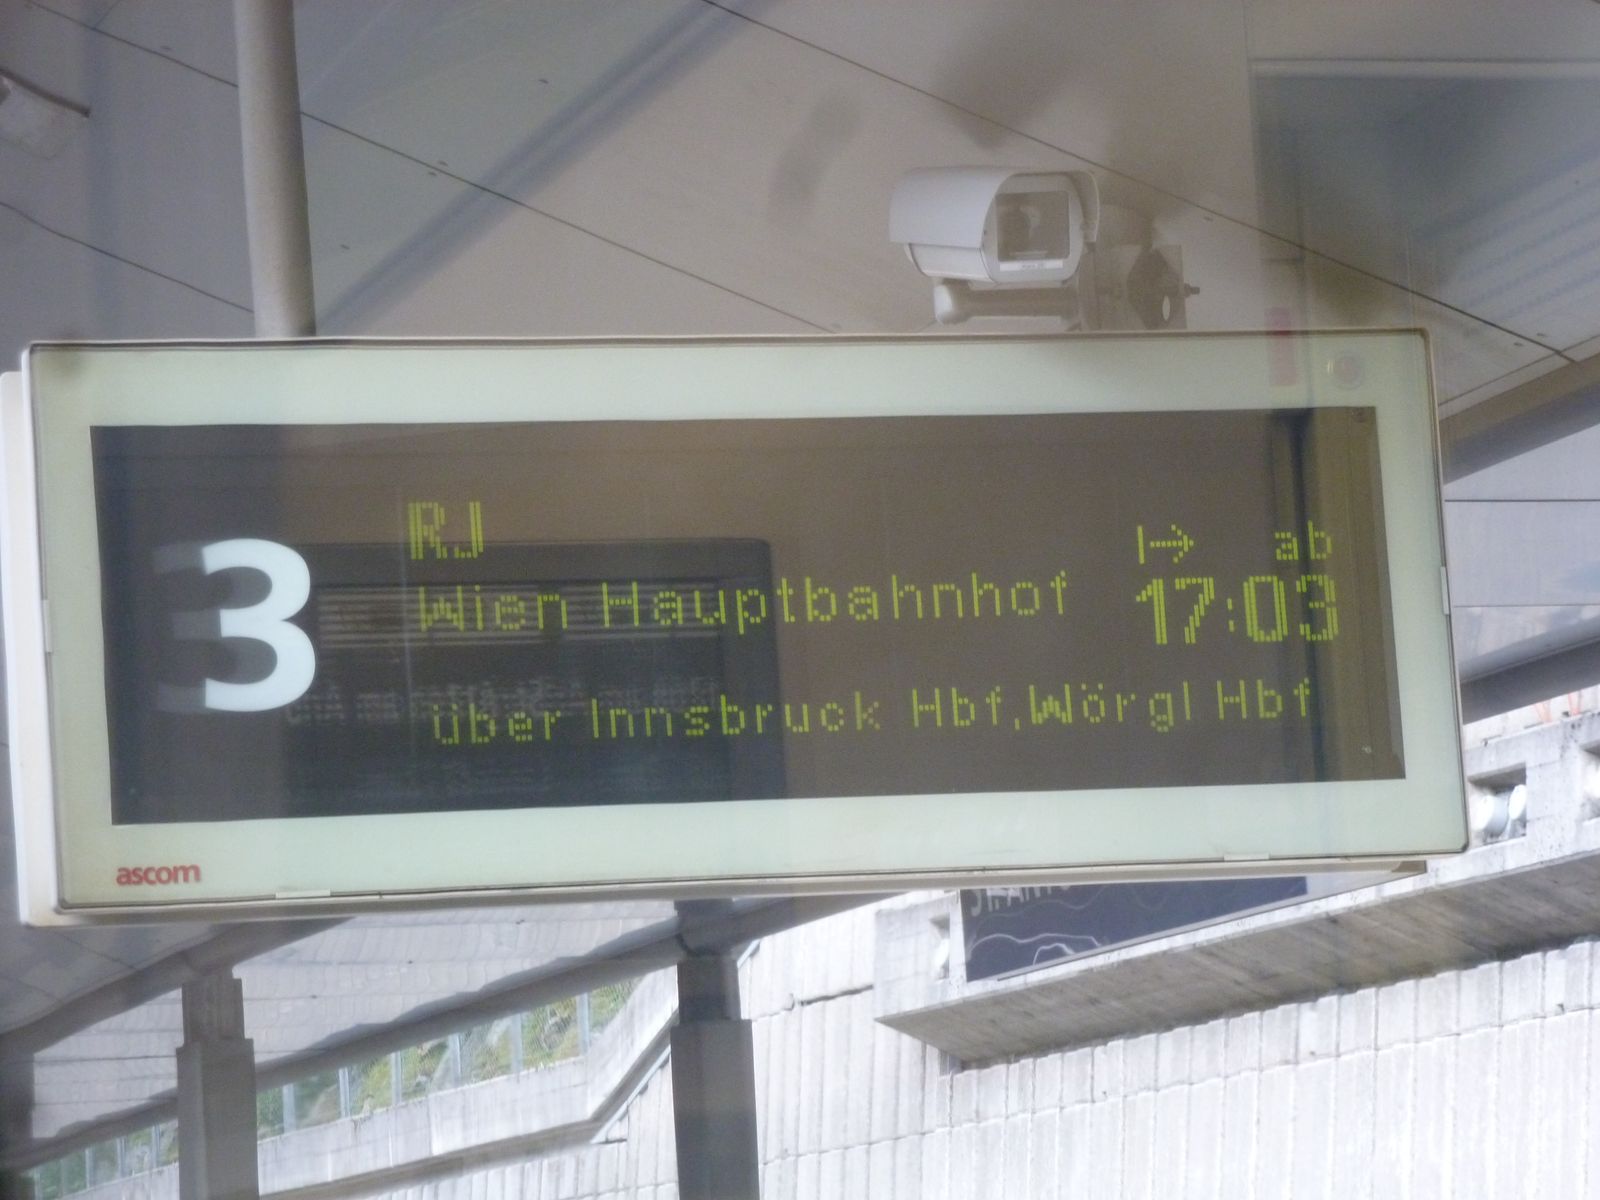 3
RJ
Wien Hauptbahnhof
ab
17:03
über Innsbruck Hbf,Wörgl Hbf
ascom